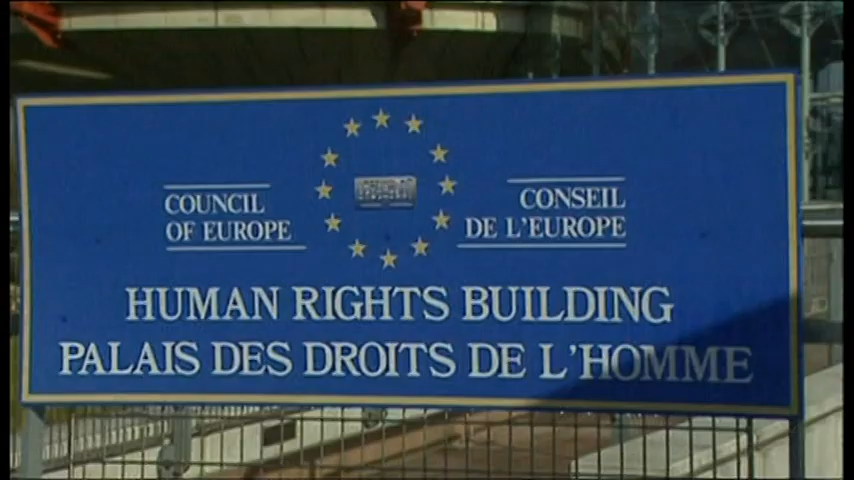 COUNCIL
OF EUROPE
CONSEIL
DE L'EUROPE
HUMAN RIGHTS BUILDING
PALAIS DES DROITS DE L'HOMME